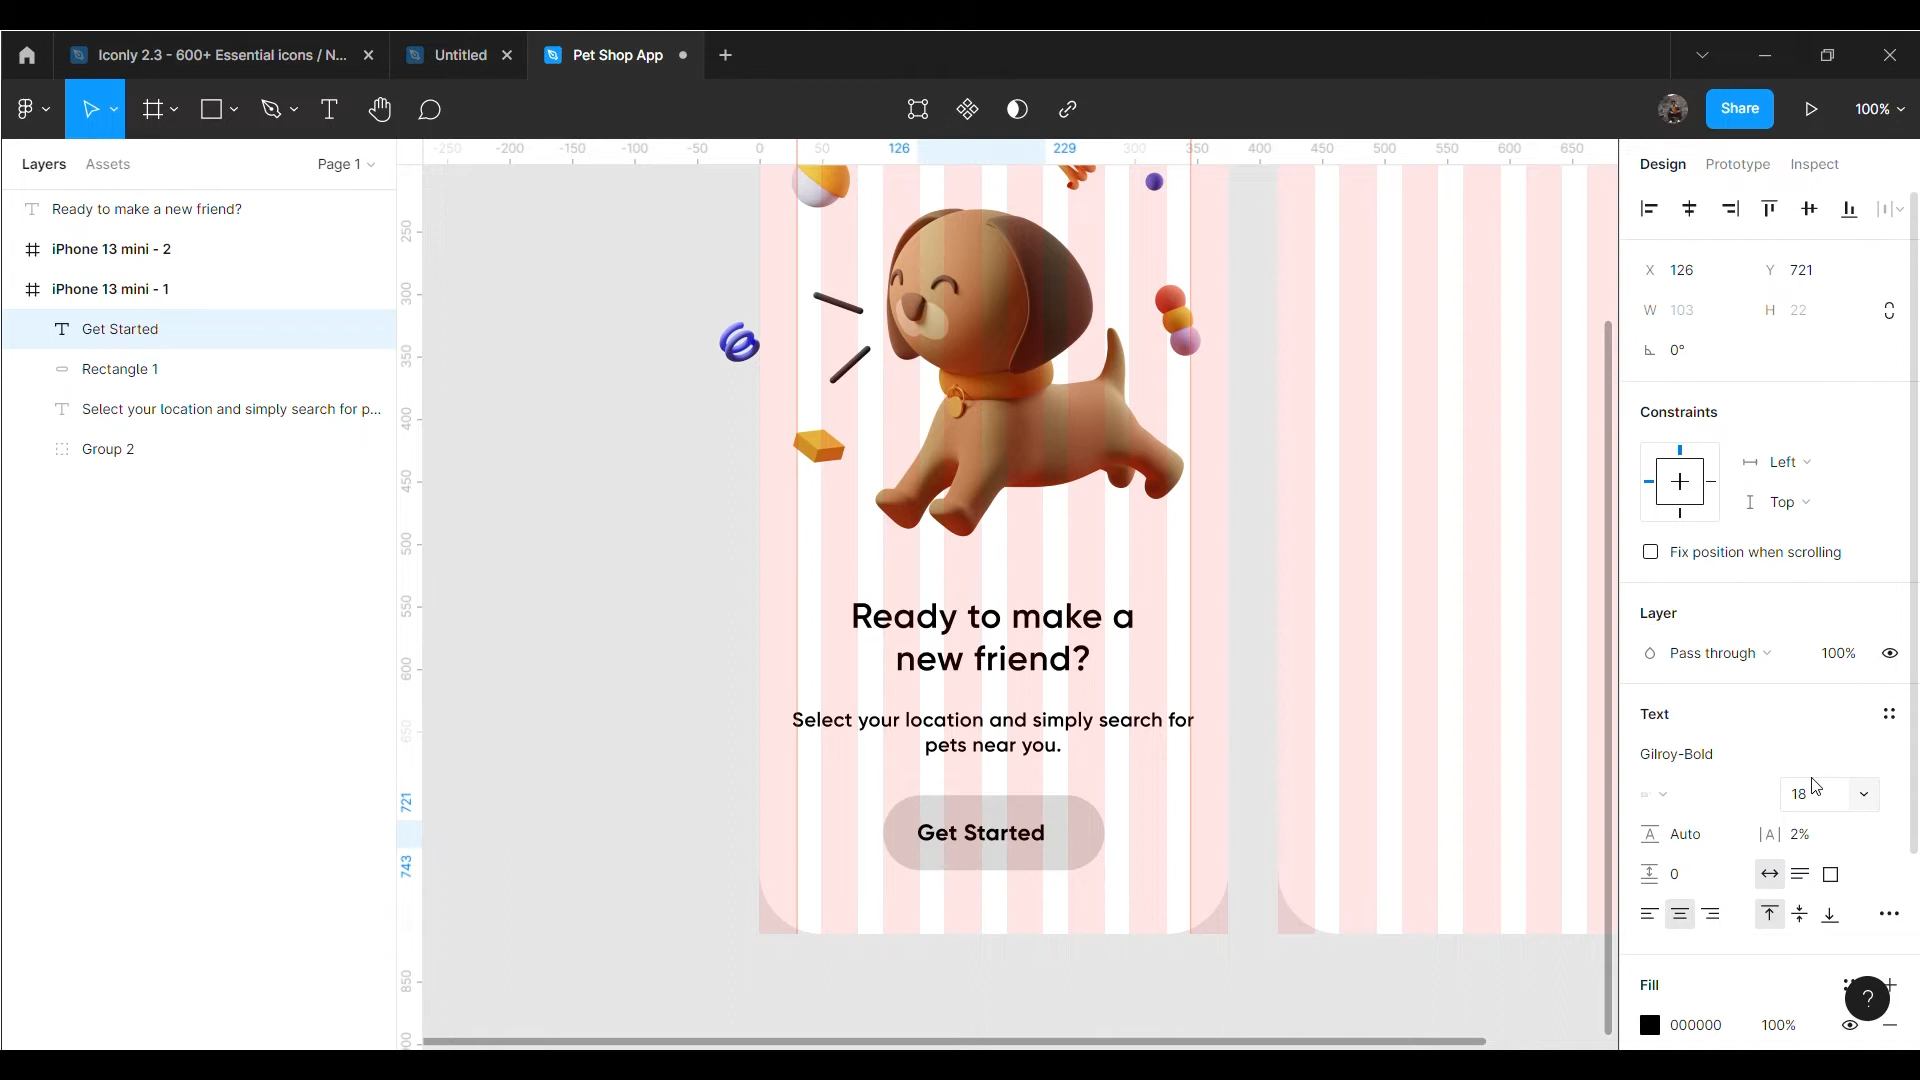 Iconly 2.3 - 600+ Essential icons / N...
Untitled
Pet Shop App
Share
100%
Layers
Assets
Page 1
Ready to make a new friend?
iPhone 13 mini - 2
iPhone 13 mini - 1
Get Started
Rectangle 1
Select your location and simply search for p...
Group 2
-250 -200 -150 -100 -50 0 50 126 229 300 350 400 450 500 550 600 650
250
300
350
400
450
500
550
600
650
721
743
850
Ready to make a
new friend?
Select your location and simply search for
pets near you.
Get Started
Design
Prototype
Inspect
X 126 Y 721
W 103 H 22
0°
Constraints
Left
Top
Fix position when scrolling
Layer
Pass through 100%
Text
Gilroy-Bold
18
Auto
|A| 2%
0
Fill
?
000000 100%